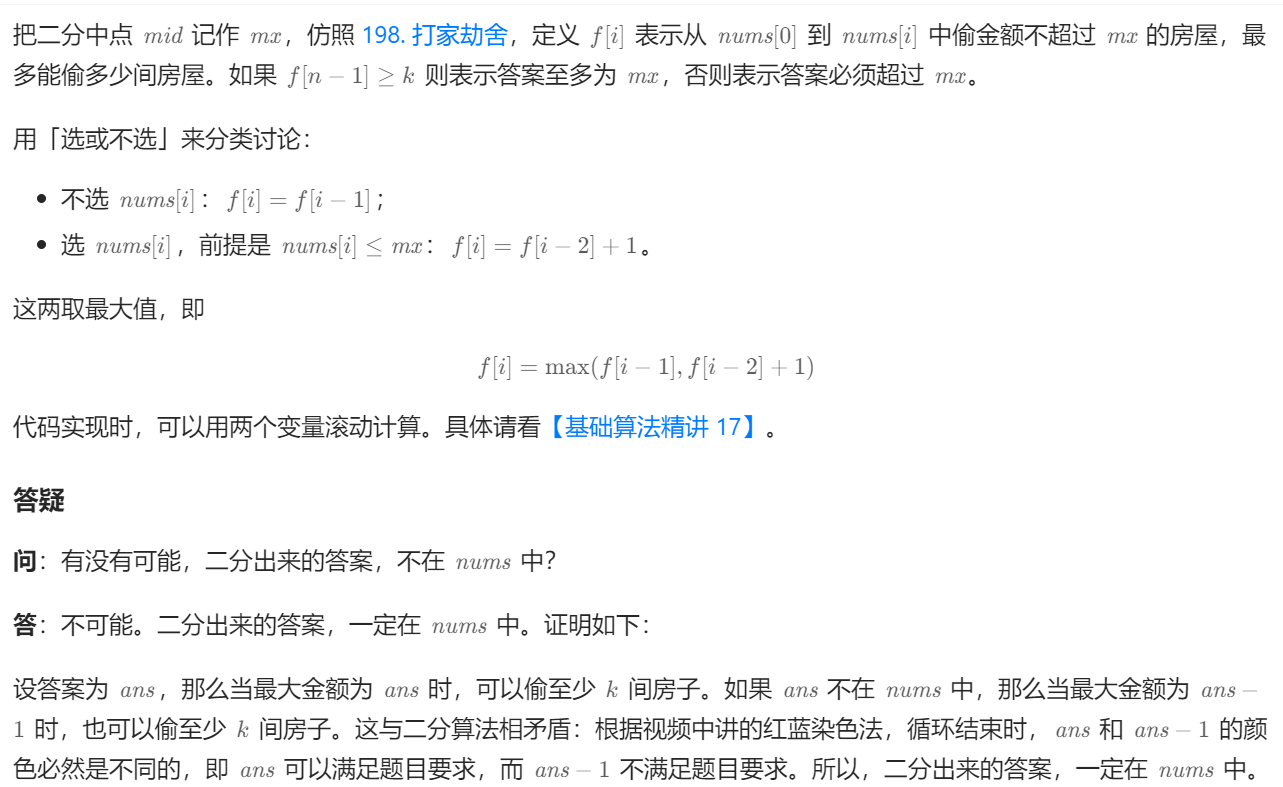 把二分中点 mid 记作 mx，仿照 198. 打家劫舍，定义 f[i] 表示从 nums[0] 到 nums[i] 中偷金额不超过 mx 的房屋，最
多能偷多少间房屋。如果 f[n − 1] ≥ k 则表示答案至多为 mx，否则表示答案必须超过 mx。
用「选或不选」来分类讨论：
• 不选 nums[i]：f[i] = f[i − 1]；
• 选 nums[i]，前提是 nums[i] ≤ mx：f[i] = f[i − 2] + 1。
这两取最大值，即
f[i] = max(f[i − 1], f[i − 2] + 1)
代码实现时，可以用两个变量滚动计算。具体请看【基础算法精讲 17】。
答疑
问：有没有可能，二分出来的答案，不在 nums 中？
答：不可能。二分出来的答案，一定在 nums 中。证明如下：
设答案为 ans，那么当最大金额为 ans 时，可以偷至少 k 间房子。如果 ans 不在 nums 中，那么当最大金额为 ans −
1 时，也可以偷至少 k 间房子。这与二分算法相矛盾：根据视频中讲的红蓝染色法，循环结束时，ans 和 ans − 1 的颜
色必然是不同的，即 ans 可以满足题目要求，而 ans − 1 不满足题目要求。所以，二分出来的答案，一定在 nums 中。